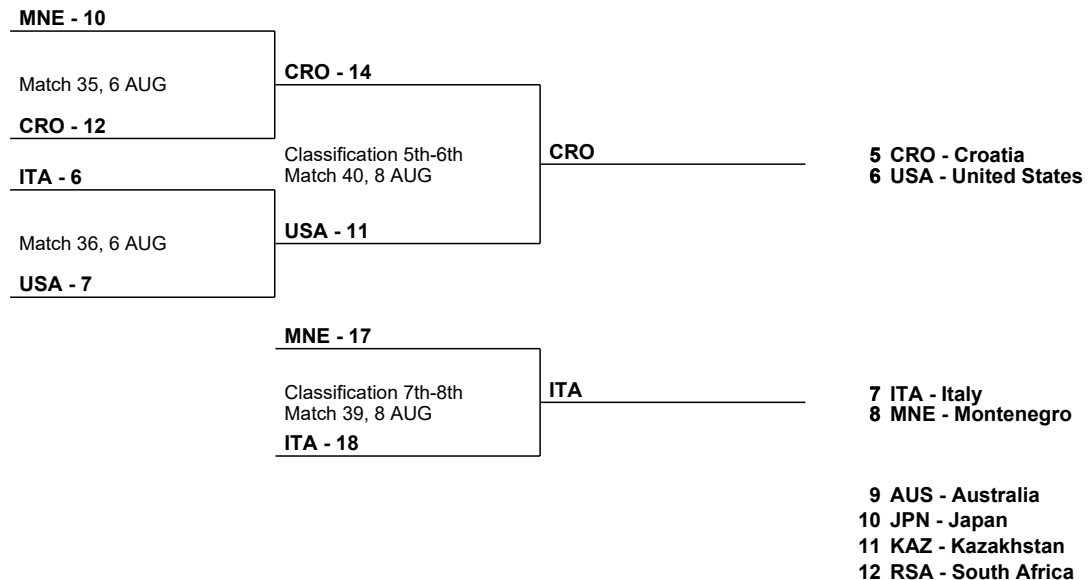 MNE - 10
Match 35, 6 AUG
CRO - 12
CRO - 14
ITA - 6
Match 36, 6 AUG
USA - 7
Classification 5th-6th
Match 40, 8 AUG
USA - 11
CRO
5 CRO - Croatia
6 USA - United States
MNE - 17
Classification 7th-8th
Match 39, 8 AUG
ITA - 18
ITA
7 ITA - Italy
8 MNE - Montenegro
9 AUS - Australia
10 JPN - Japan
11 KAZ - Kazakhstan
12 RSA - South Africa